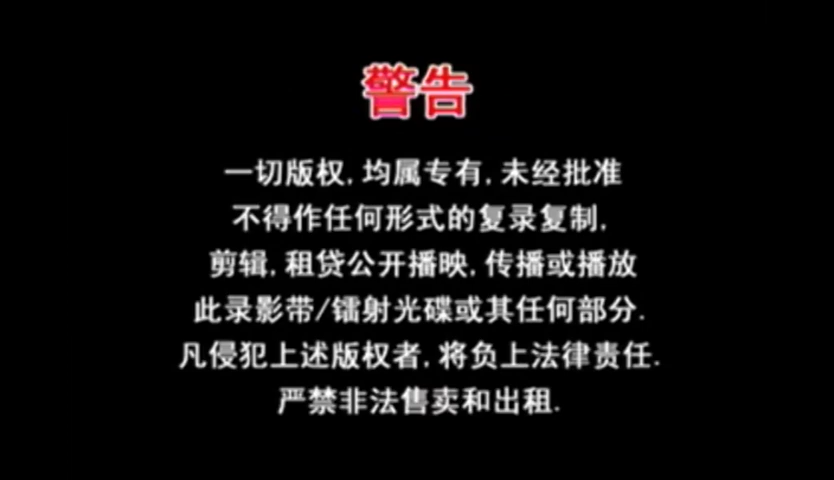 警告
一切版权,均属专有,未经批准
不得作任何形式的复录复制,
剪辑,租贷公开播映,传播或播放
此录影带/镭射光碟或其任何部分.
凡侵犯上述版权者,将负上法律责任.
严禁非法售卖和出租.